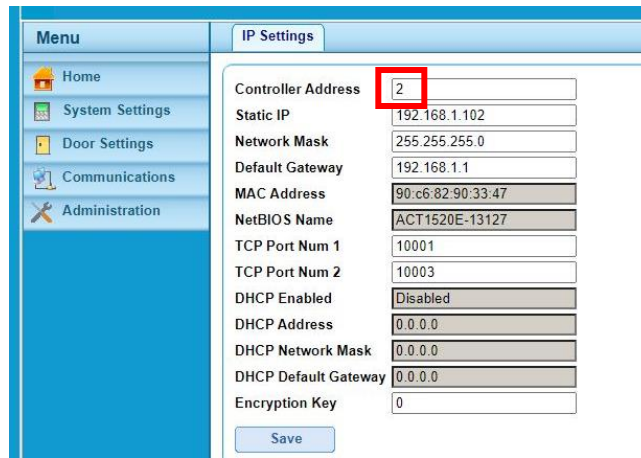 Menu
IP Settings
Home
System Settings
Door Settings
Communications
Administration
Controller Address 2
Static IP 192.168.1.102
Network Mask 255.255.255.0
Default Gateway 192.168.1.1
MAC Address 90:c6:82:90:33:47
NetBIOS Name ACT1520E-13127
TCP Port Num 1 10001
TCP Port Num 2 10003
DHCP Enabled Disabled
DHCP Address 0.0.0.0
DHCP Network Mask 0.0.0.0
DHCP Default Gateway 0.0.0.0
Encryption Key 0
Save